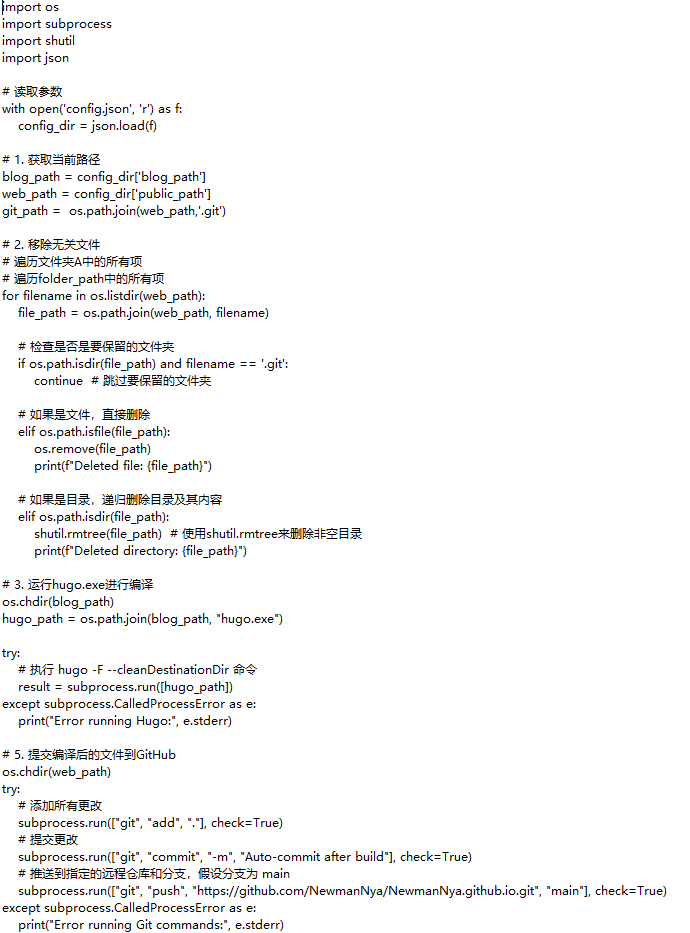 import os
import subprocess
import shutil
import json

# 读取参数
with open('config.json', 'r') as f:
    config_dir = json.load(f)

# 1. 获取当前路径
blog_path = config_dir['blog_path']
web_path = config_dir['public_path']
git_path =  os.path.join(web_path,'.git')

# 2. 移除无关文件
# 遍历文件夹A中的所有项
# 遍历folder_path中的所有项
for filename in os.listdir(web_path):
    file_path = os.path.join(web_path, filename)

    # 检查是否是要保留的文件夹
    if os.path.isdir(file_path) and filename == '.git':
        continue  # 跳过要保留的文件夹

    # 如果是文件，直接删除
    elif os.path.isfile(file_path):
        os.remove(file_path)
        print(f"Deleted file: {file_path}")

    # 如果是目录，递归删除目录及其内容
    elif os.path.isdir(file_path):
        shutil.rmtree(file_path)  # 使用shutil.rmtree来删除非空目录
        print(f"Deleted directory: {file_path}")

# 3. 运行hugo.exe进行编译
os.chdir(blog_path)
hugo_path = os.path.join(blog_path, "hugo.exe")

try:
    # 执行 hugo -F --cleanDestinationDir 命令
    result = subprocess.run([hugo_path])
except subprocess.CalledProcessError as e:
    print("Error running Hugo:", e.stderr)

# 5. 提交编译后的文件到GitHub
os.chdir(web_path)
try:
    # 添加所有更改
    subprocess.run(["git", "add", "."], check=True)
    # 提交更改
    subprocess.run(["git", "commit", "-m", "Auto-commit after build"], check=True)
    # 推送到指定的远程仓库和分支，假设分支为 main
    subprocess.run(["git", "push", "https://github.com/NewmanNya/NewmanNya.github.io.git", "main"], check=True)
except subprocess.CalledProcessError as e:
    print("Error running Git commands:", e.stderr)